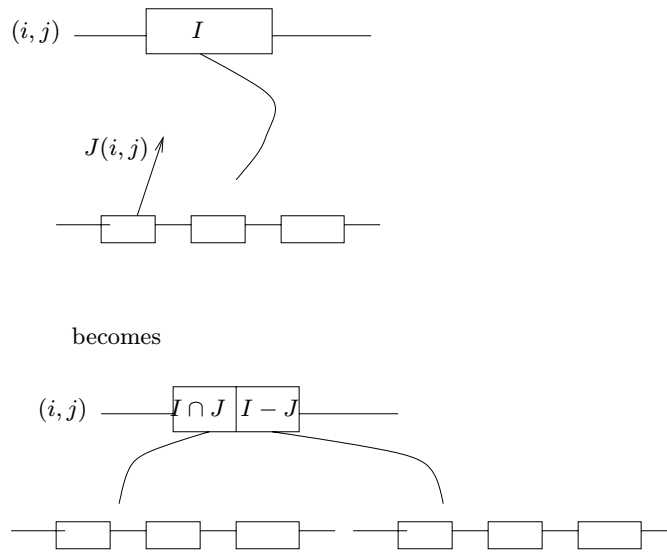 (i, j) I
J(i, j)
becomes
(i, j) I ∩ J I − J